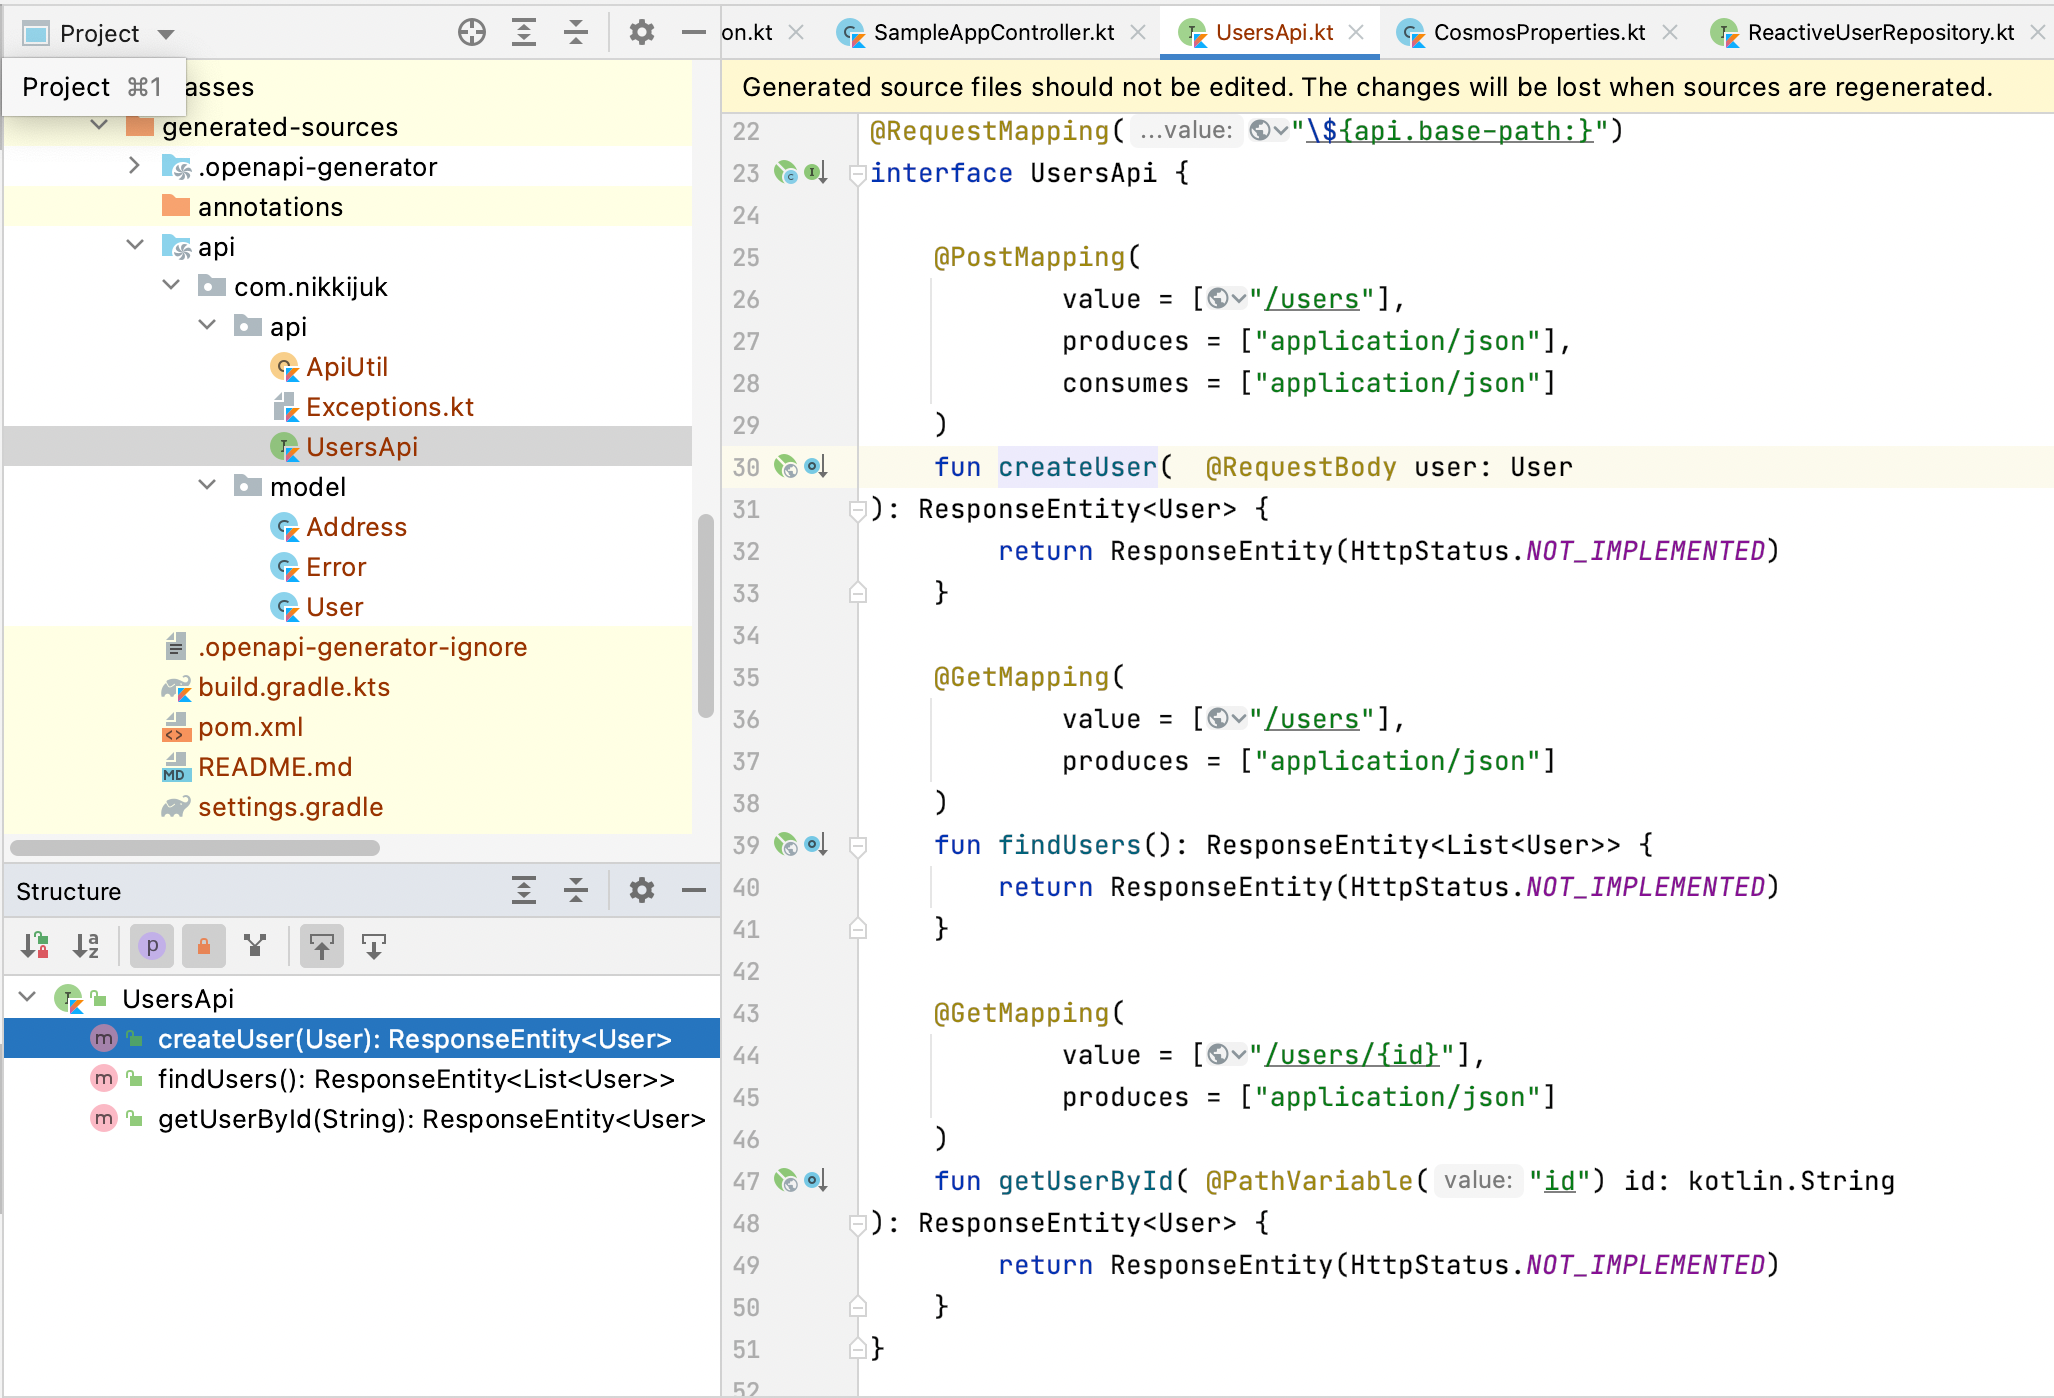 Project
Project ⌘1
asses
generated-sources
.openapi-generator
annotations
api
com.nikkijuk
api
ApiUtil
Exceptions.kt
UsersApi
model
Address
Error
User
.openapi-generator-ignore
build.gradle.kts
pom.xml
README.md
settings.gradle
Structure
UsersApi
createUser(User): ResponseEntity<User>
findUsers(): ResponseEntity<List<User>>
getUserById(String): ResponseEntity<User>
on.kt SampleAppController.kt UsersApi.kt CosmosProperties.kt ReactiveUserRepository.kt
Generated source files should not be edited. The changes will be lost when sources are regenerated.
22 @RequestMapping( ...value: "\${api.base-path:}")
23 interface UsersApi {
24
25 @PostMapping(
26 value = ["/users"],
27 produces = ["application/json"],
28 consumes = ["application/json"]
29 )
30 fun createUser( @RequestBody user: User
31 ): ResponseEntity<User> {
32 return ResponseEntity(HttpStatus.NOT_IMPLEMENTED)
33 }
34
35 @GetMapping(
36 value = ["/users"],
37 produces = ["application/json"]
38 )
39 fun findUsers(): ResponseEntity<List<User>> {
40 return ResponseEntity(HttpStatus.NOT_IMPLEMENTED)
41 }
42
43 @GetMapping(
44 value = ["/users/{id}"],
45 produces = ["application/json"]
46 )
47 fun getUserById( @PathVariable( value: "id") id: kotlin.String
48 ): ResponseEntity<User> {
49 return ResponseEntity(HttpStatus.NOT_IMPLEMENTED)
50 }
51 }
52